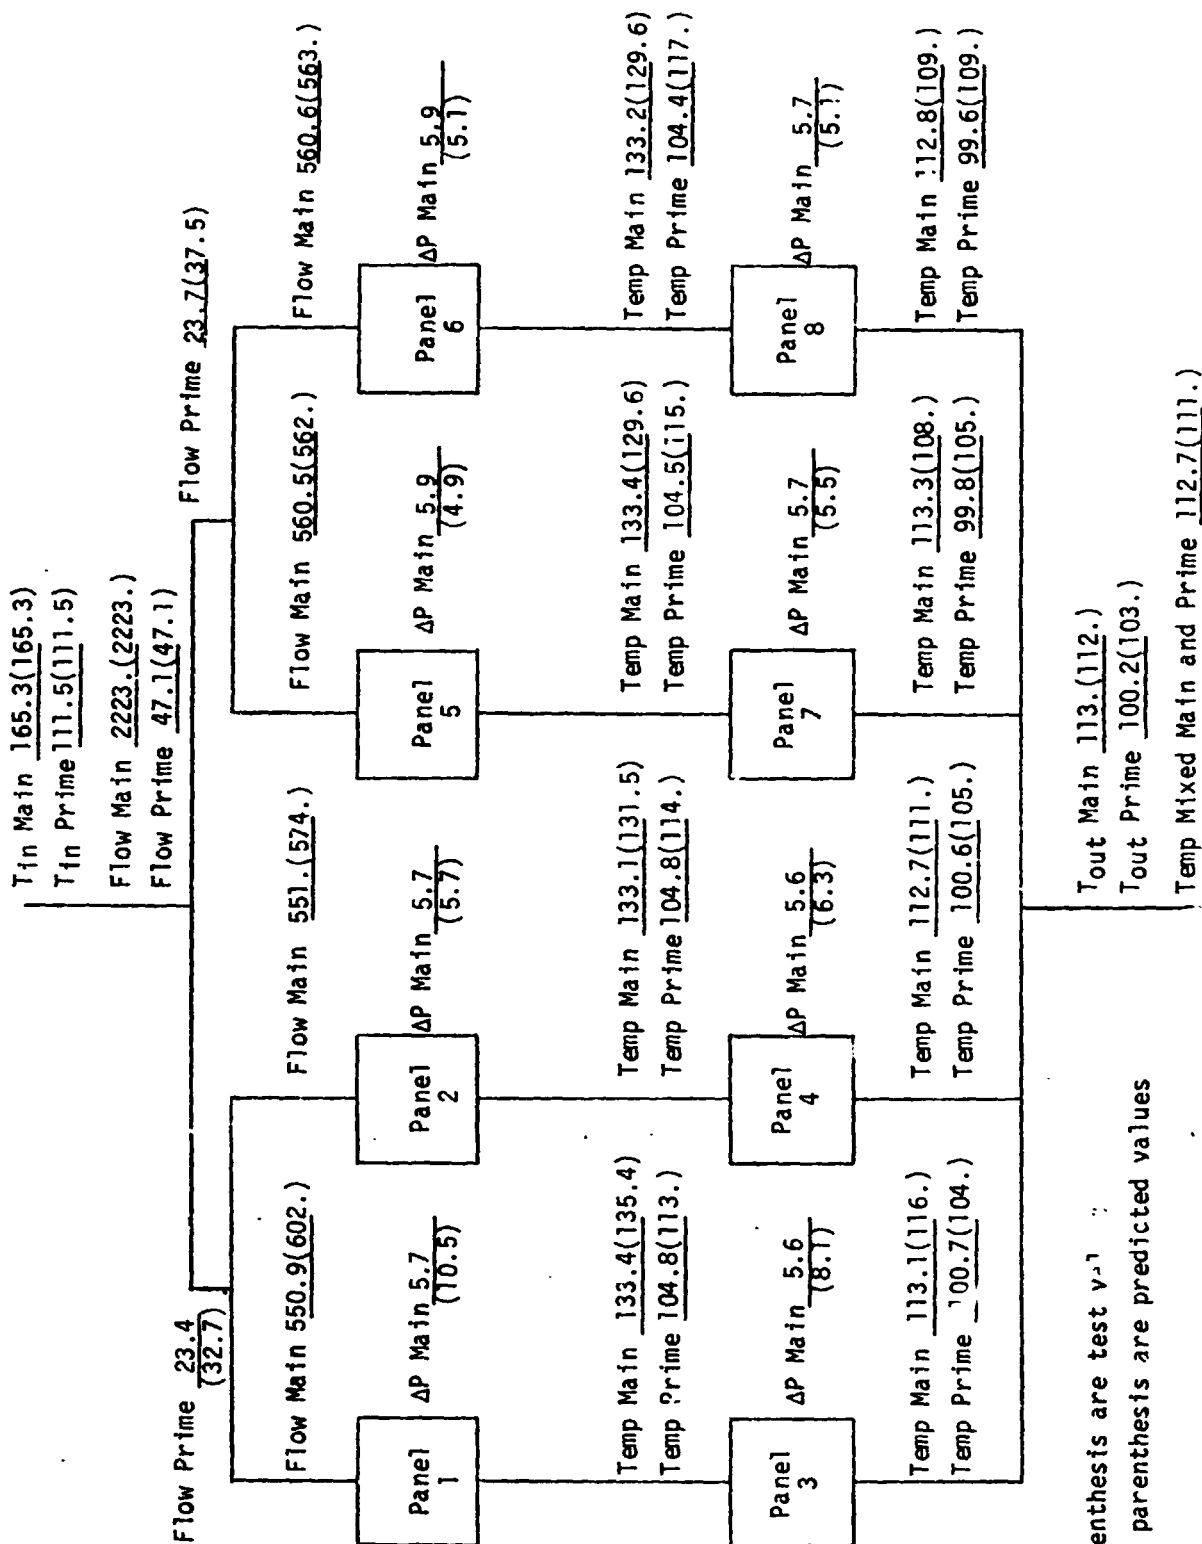 Tin Main 165.3(165.3)
Tin Prime 111.5(111.5)
Flow Main 2223.(2223.)
Flow Prime 47.1(47.1)
Flow Prime 23.4
(32.7)
Flow Prime 23.7(37.5)
Flow Main 550.9(602.)
Flow Main 551.(574.)
Flow Main 560.5(562.)
Flow Main 560.6(563.)
Panel
1
ΔP Main 5.7
(10.5)
Panel
2
ΔP Main 5.7
(5.7)
Panel
5
ΔP Main 5.9
(4.9)
Panel
6
ΔP Main 5.9
(5.1)
Temp Main 133.4(135.4)
Temp Prime 104.8(113.)
Temp Main 133.1(131.5)
Temp Prime 104.8(114.)
Temp Main 133.4(129.6)
Temp Prime 104.5(115.)
Temp Main 133.2(129.6)
Temp Prime 104.4(117.)
Panel
3
ΔP Main 5.6
(8.1)
Panel
4
ΔP Main 5.6
(6.3)
Panel
7
ΔP Main 5.7
(5.5)
Panel
8
ΔP Main 5.7
(5.1)
Temp Main 113.1(116.)
Temp Prime 100.7(104.)
Temp Main 112.7(111.)
Temp Prime 100.6(105.)
Temp Main 113.3(108.)
Temp Prime 99.8(105.)
Temp Main 112.8(109.)
Temp Prime 99.6(109.)
Tout Main 113.(112.)
Tout Prime 100.2(103.)
Temp Mixed Main and Prime 112.7(111.)
enthesis are test
parenthesis are predicted values